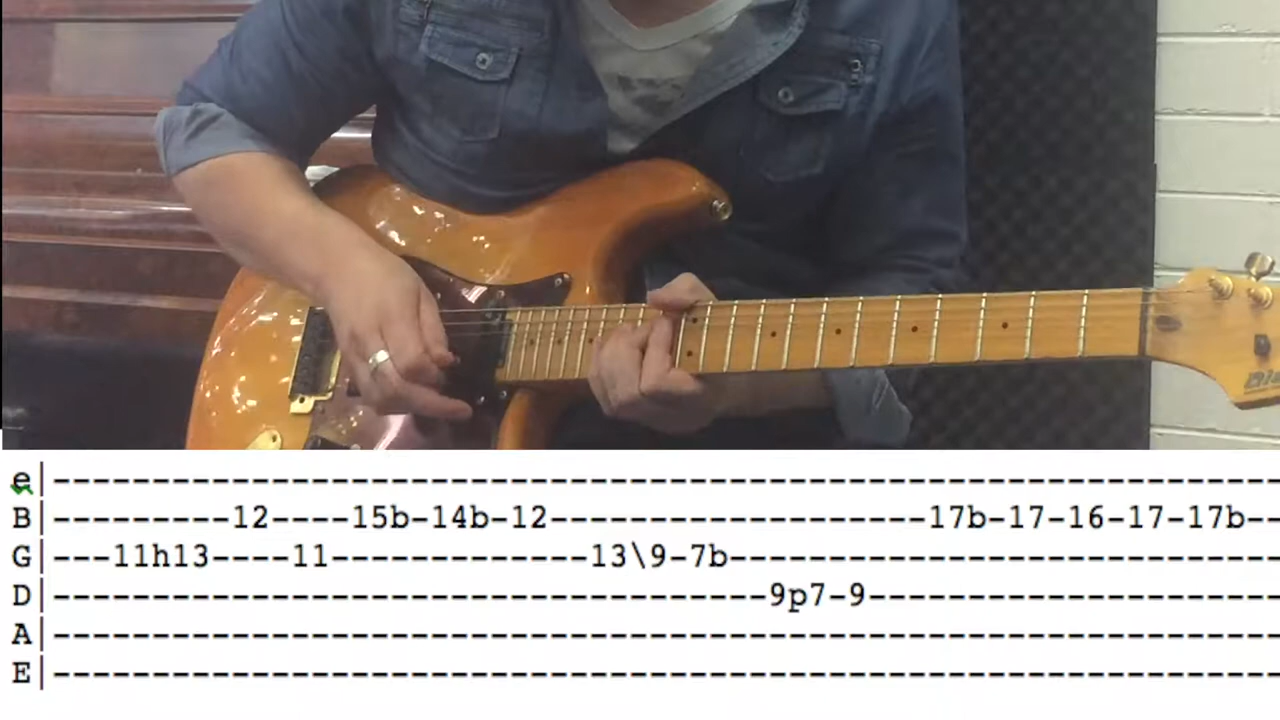 e|--------------------------------------------------------------
B|---------12----15b-14b-12-------------------17b-17-16-17-17b--
G|---11h13----11-------------13\9-7b----------------------------
D|------------------------------------9p7-9---------------------
A|--------------------------------------------------------------
E|--------------------------------------------------------------